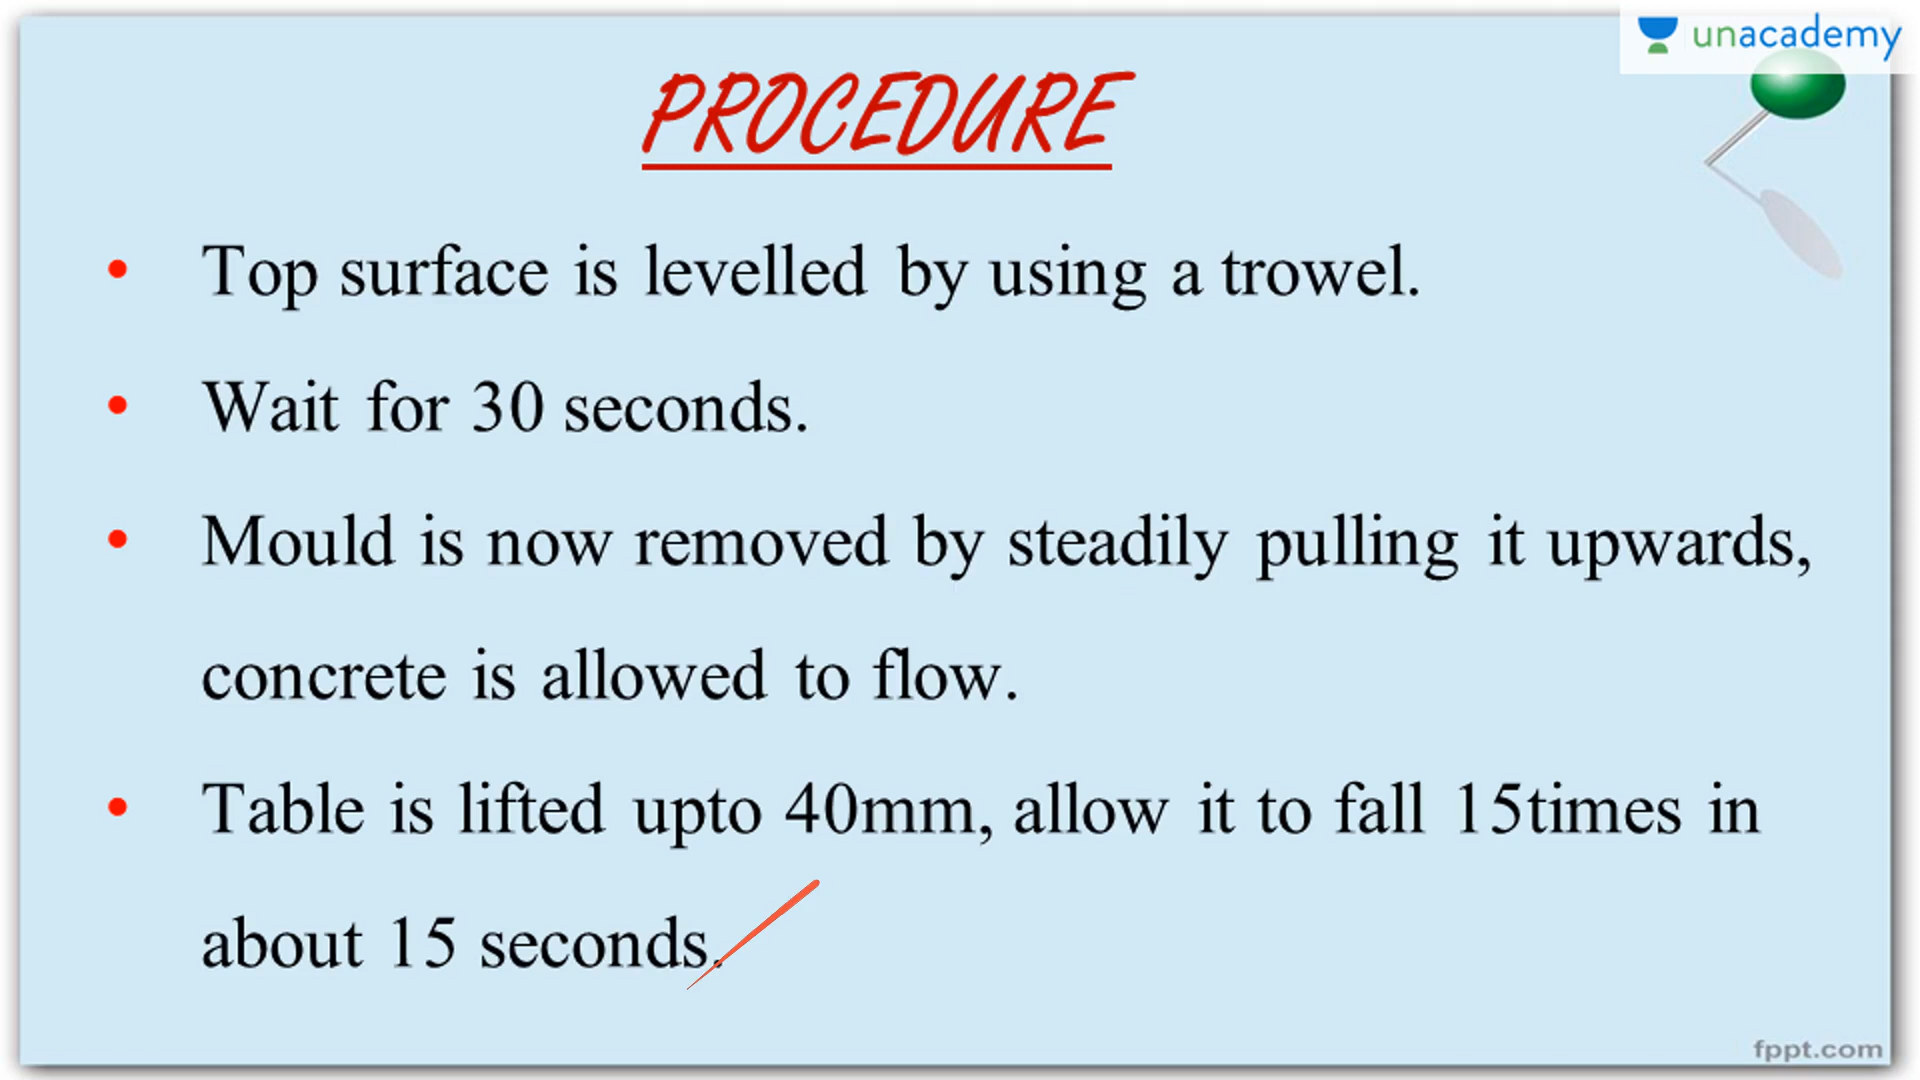 unacademy
PROCEDURE
• Top surface is levelled by using a trowel.
• Wait for 30 seconds.
• Mould is now removed by steadily pulling it upwards,
concrete is allowed to flow.
• Table is lifted upto 40mm, allow it to fall 15times in
about 15 seconds.
fppt.com